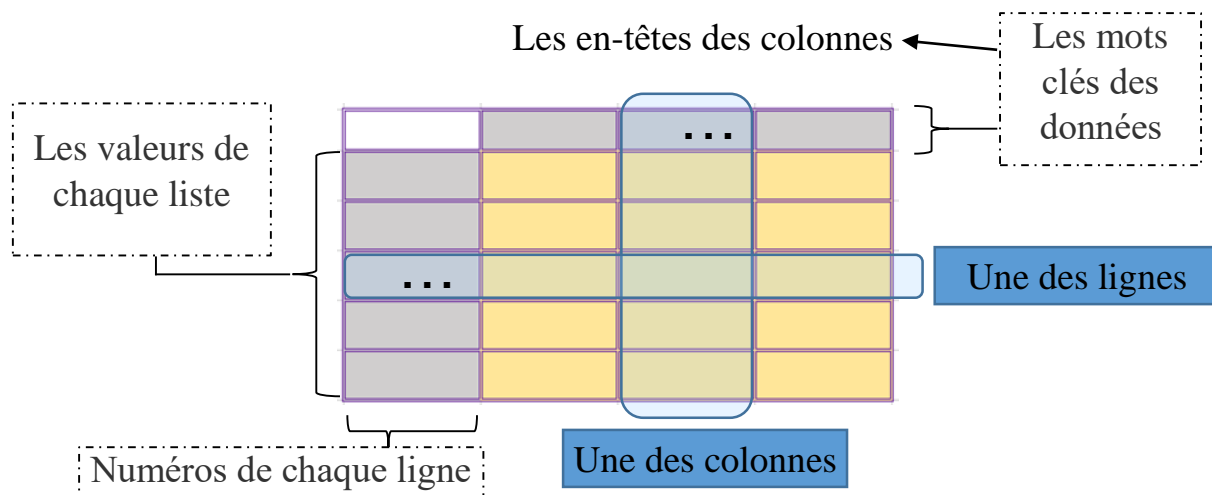 Les en-têtes des colonnes
Les mots
clés des
données
Les valeurs de
chaque liste
...
...
Une des lignes
Une des colonnes
Numéros de chaque ligne